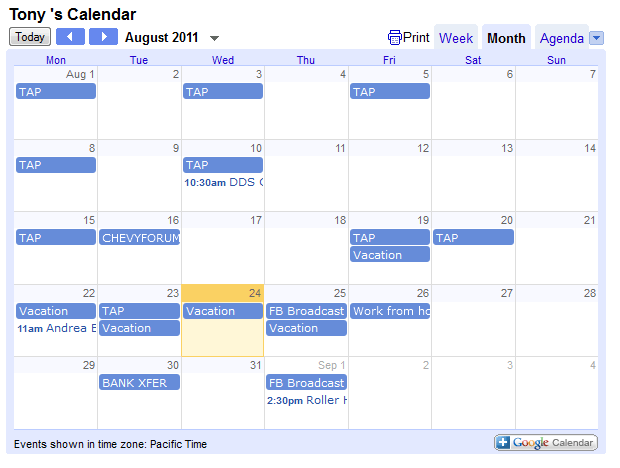 Tony 's Calendar
Today August 2011 Print Week Month Agenda
Mon Tue Wed Thu Fri Sat Sun
Aug 1 2 3 4 5 6 7
TAP TAP TAP
8 9 10 11 12 13 14
TAP TAP
10:30am DDS
15 16 17 18 19 20 21
TAP CHEVYFORUM TAP TAP
Vacation
22 23 24 25 26 27 28
Vacation TAP Vacation FB Broadcast Work from
11am Andrea Vacation Vacation
29 30 31 Sep 1 2 3 4
BANK XFER FB Broadcast
2:30pm Roller
Events shown in time zone: Pacific Time Google Calendar